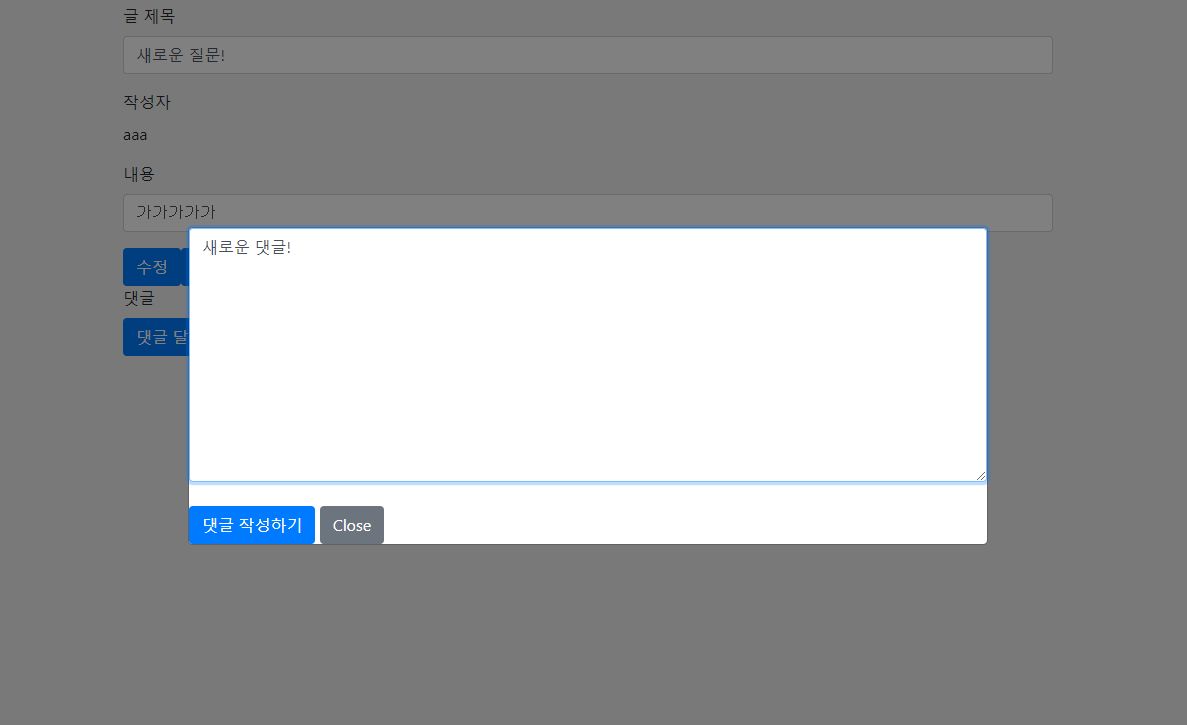 글 제목
새로운 질문!
작성자
aaa
내용
가가가가가
새로운 댓글!
수정
댓글
댓글 달
댓글 작성하기 Close